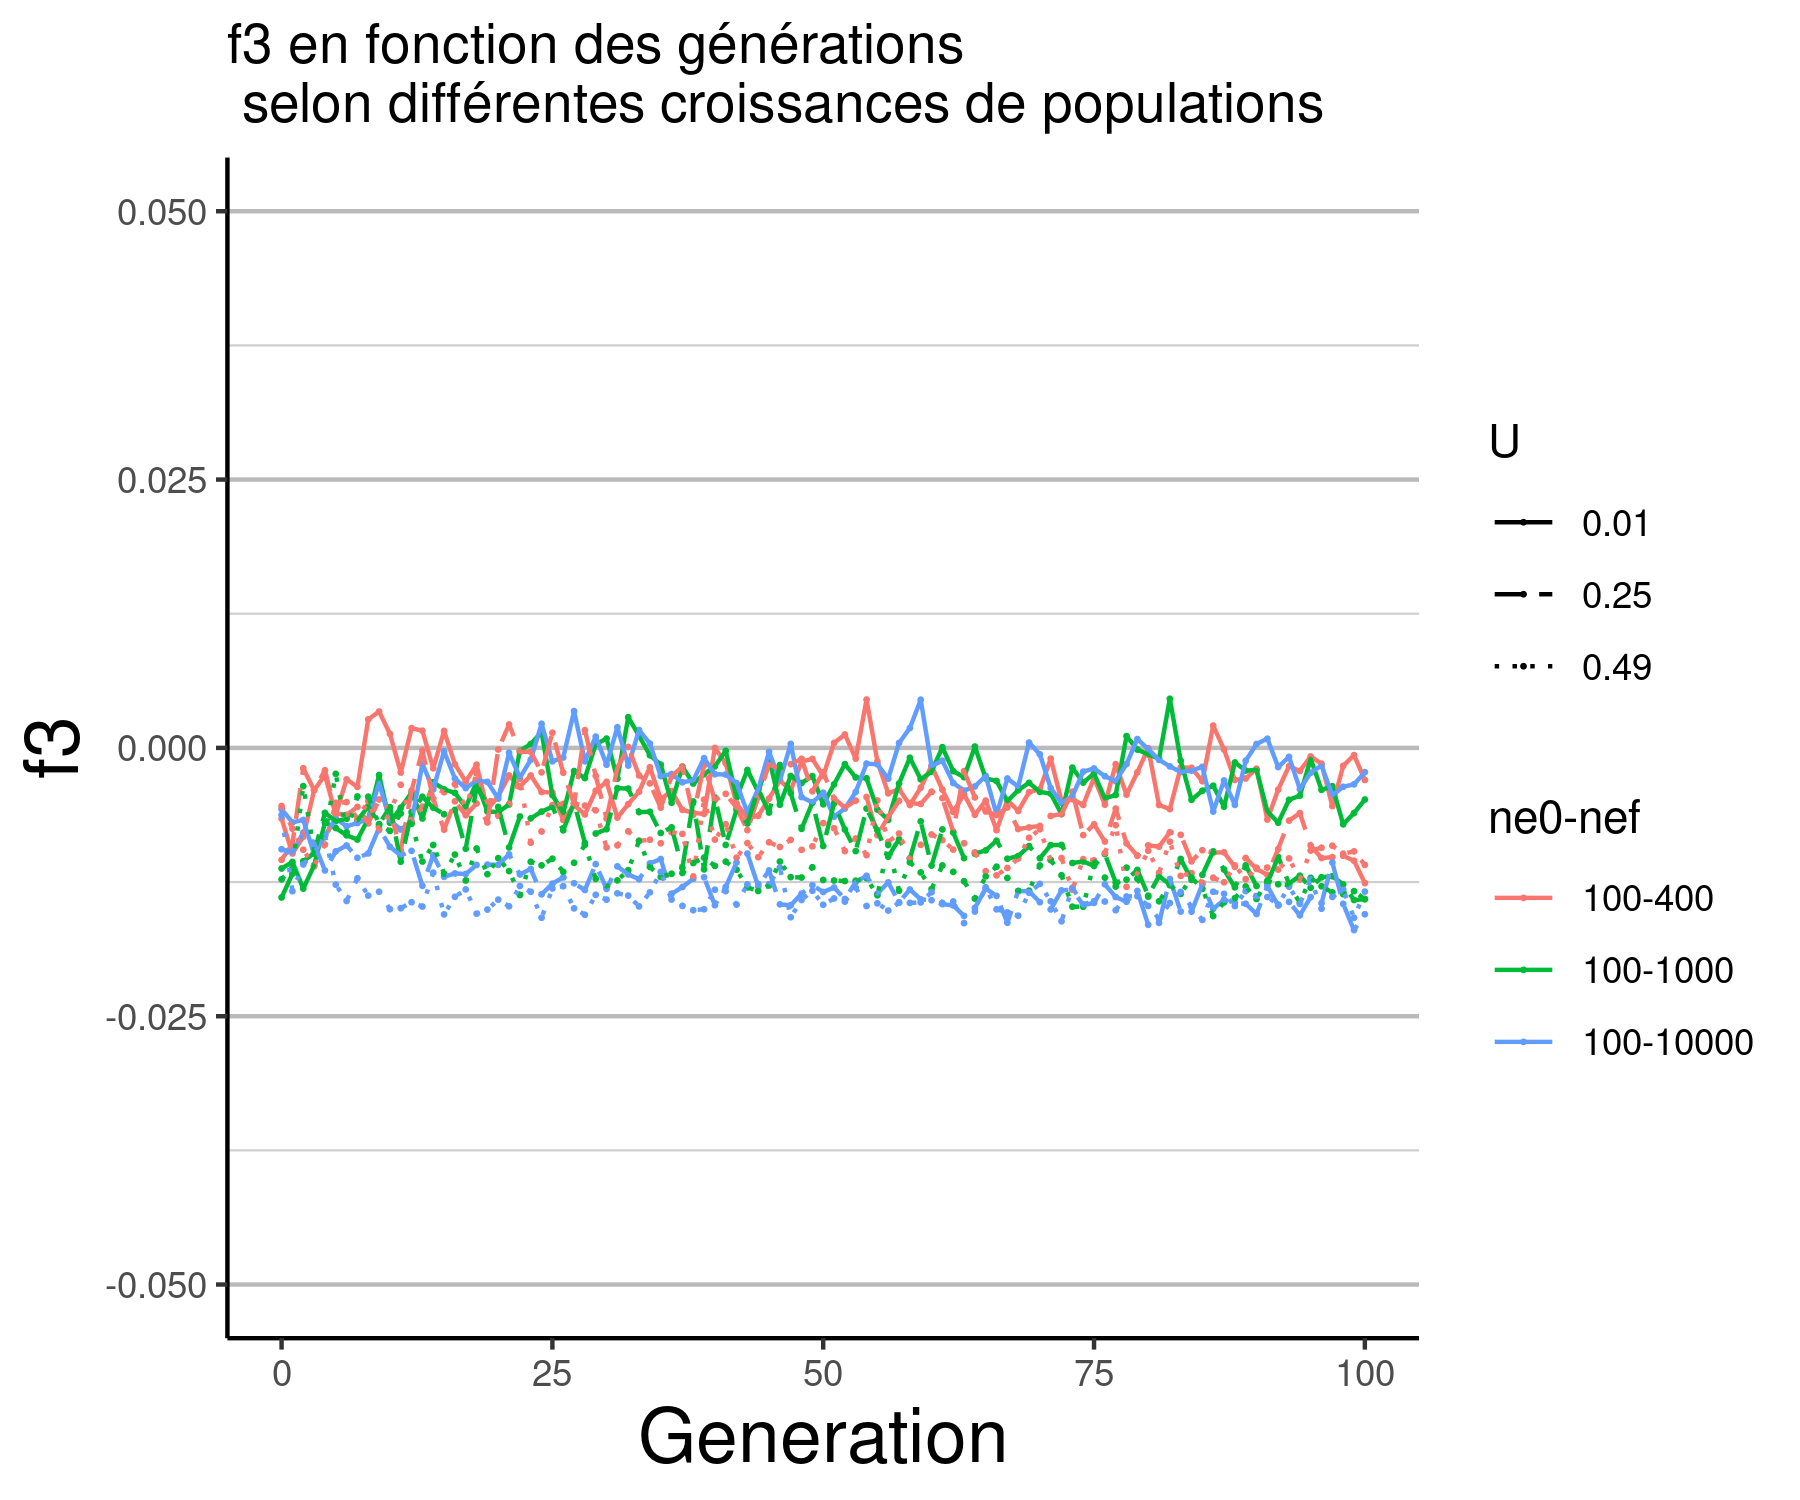 f3 en fonction des générations
selon différentes croissances de populations
f3
0.050
0.025
0.000
-0.025
-0.050
0
25
50
75
100
Generation
U
0.01
0.25
0.49
ne0-nef
100-400
100-1000
100-10000